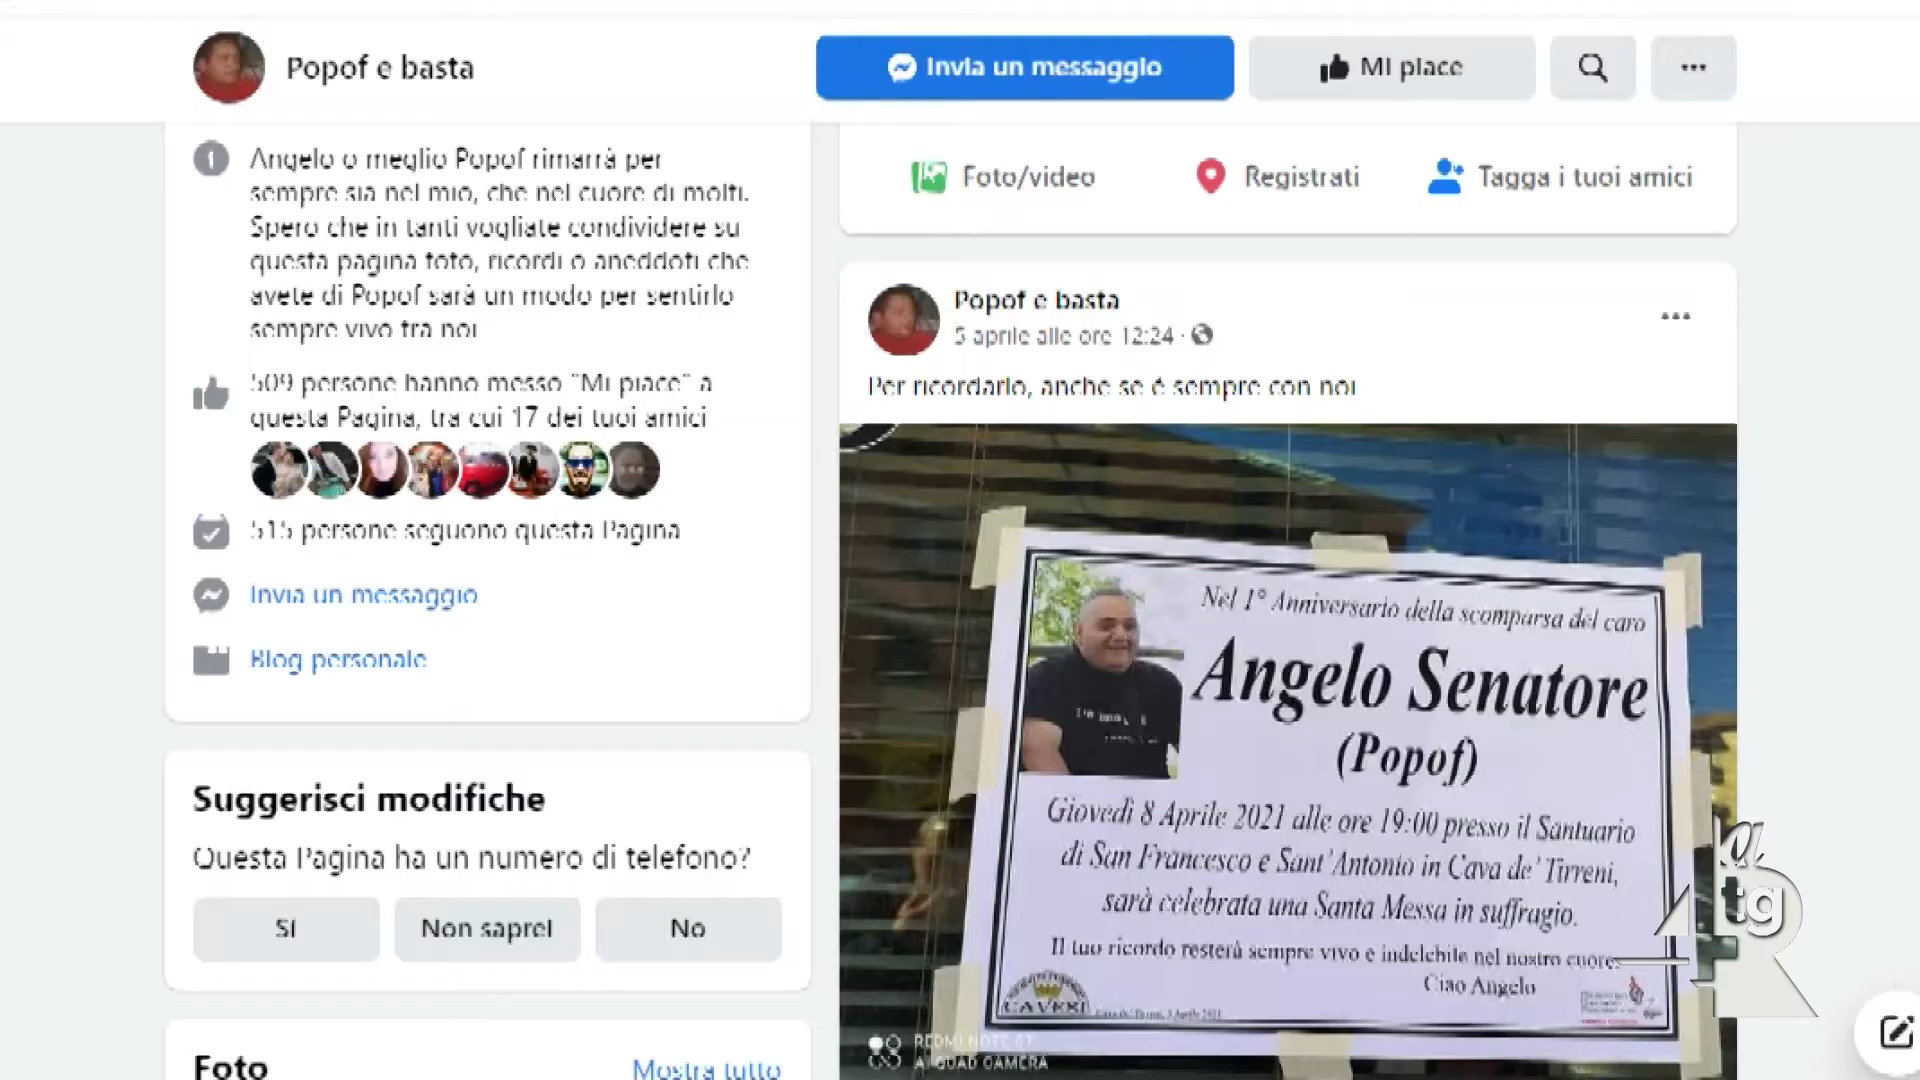 Popof e basta
Invia un messaggio
Mi piace
Angelo o meglio Popof rimarrà per
sempre sia nel mio, che nel cuore di molti.
Spero che in tanti vogliate condividere su
questa pagina foto, ricordi o aneddoti che
avete di Popof sarà un modo per sentirlo
sempre vivo tra noi
509 persone hanno messo "Mi piace" a
questa Pagina, tra cui 17 dei tuoi amici
515 persone seguono questa Pagina
Invia un messaggio
Blog personale
Suggerisci modifiche
Questa Pagina ha un numero di telefono?
Sì
Non saprei
No
Foto
Mostra tutto
Foto/video
Registrati
Tagga i tuoi amici
Popof e basta
5 aprile alle ore 12:24 ·
Per ricordarlo, anche se è sempre con noi
Nel 1° Anniversario della scomparsa del caro
Angelo Senatore
(Popof)
Giovedì 8 Aprile 2021 alle ore 19:00 presso il Santuario
di San Francesco e Sant'Antonio in Cava de' Tirreni,
sarà celebrata una Santa Messa in suffragio.
Il tuo ricordo resterà sempre vivo e indelebile nel nostro cuore.
Ciao Angelo
CAVESI
REDMI NOTE 8T
AI QUAD CAMERA
la
tg
R